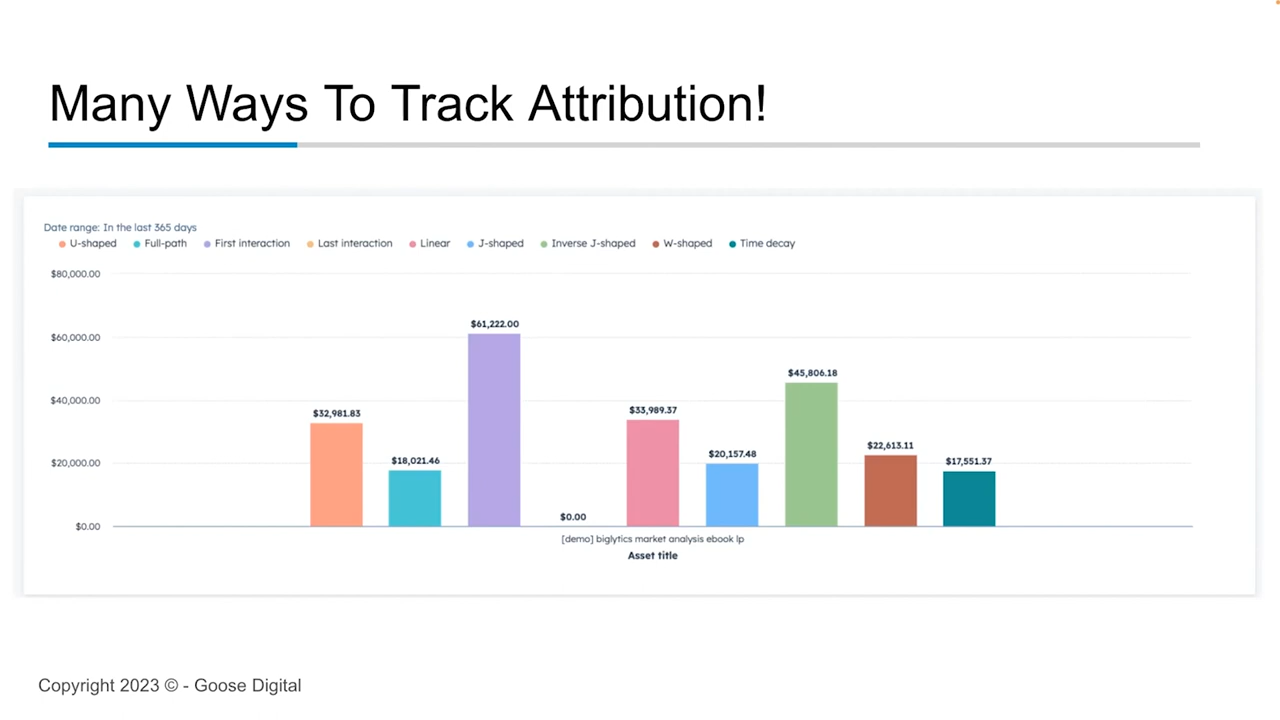 Many Ways To Track Attribution!
Date range: In the last 365 days
U-shaped Full-path First interaction Last interaction Linear J-shaped Inverse J-shaped W-shaped Time decay
$80,000.00
$61,222.00
$60,000.00
$45,806.18
$40,000.00
$32,981.83
$33,989.37
$22,613.11
$20,157.48
$18,021.46
$17,551.37
$20,000.00
$0.00
$0.00
[demo] biglytics market analysis ebook lp
Asset title
Copyright 2023 © - Goose Digital